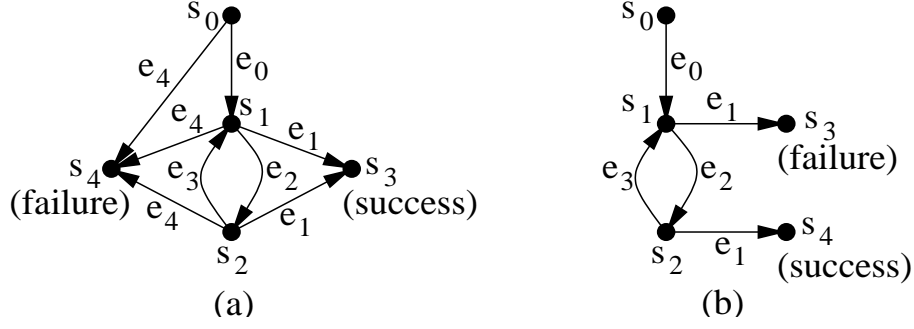 s0
e4
e0
s1
e4
e1
s4
(failure)
e3
e2
s3
(success)
e4
e1
s2
(a)
s0
e0
s1
e1
s3
(failure)
e3
e2
s2
e1
s4
(success)
(b)